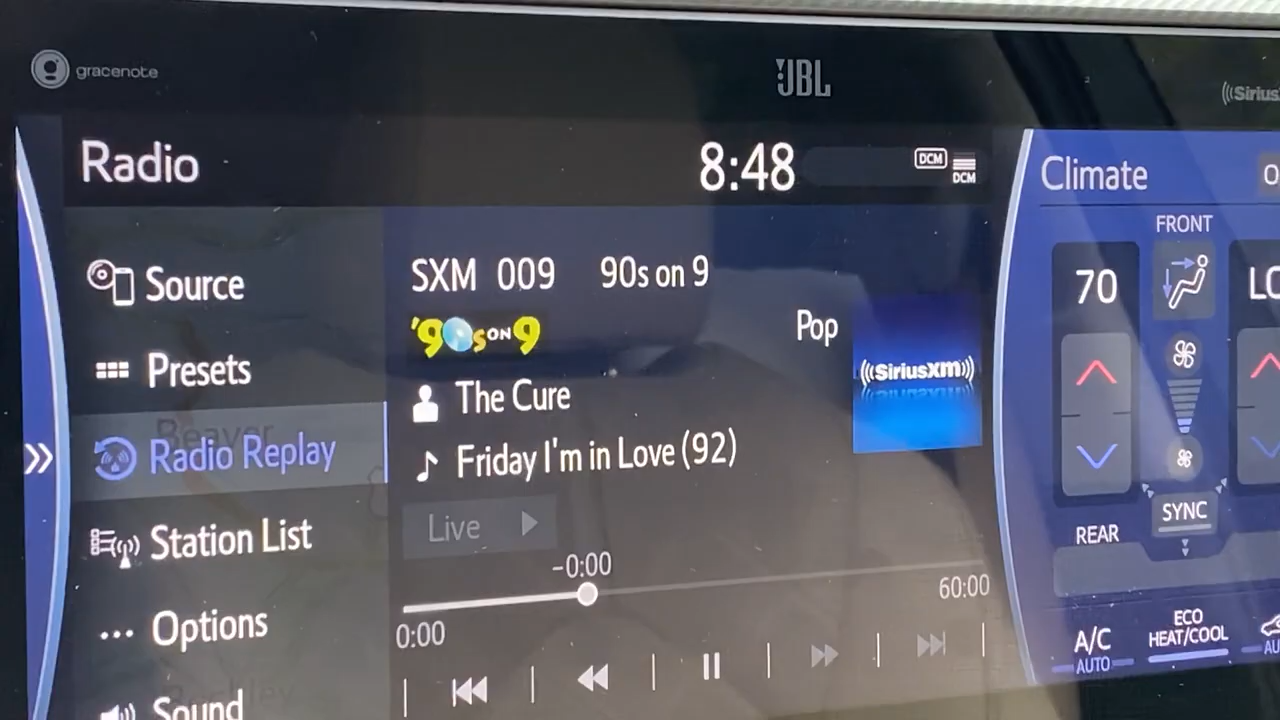 gracenote
JBL
Radio
8:48
DCM
DCM
Climate
FRONT
Source
SXM 009 90s on 9
'90s ON 9
Pop
SiriusXM
70
LO
Presets
The Cure
Radio Replay
Friday I'm in Love (92)
Beaver
Live
SYNC
Station List
REAR
-0:00
60:00
0:00
Options
A/C
AUTO
ECO
HEAT/COOL
Sound